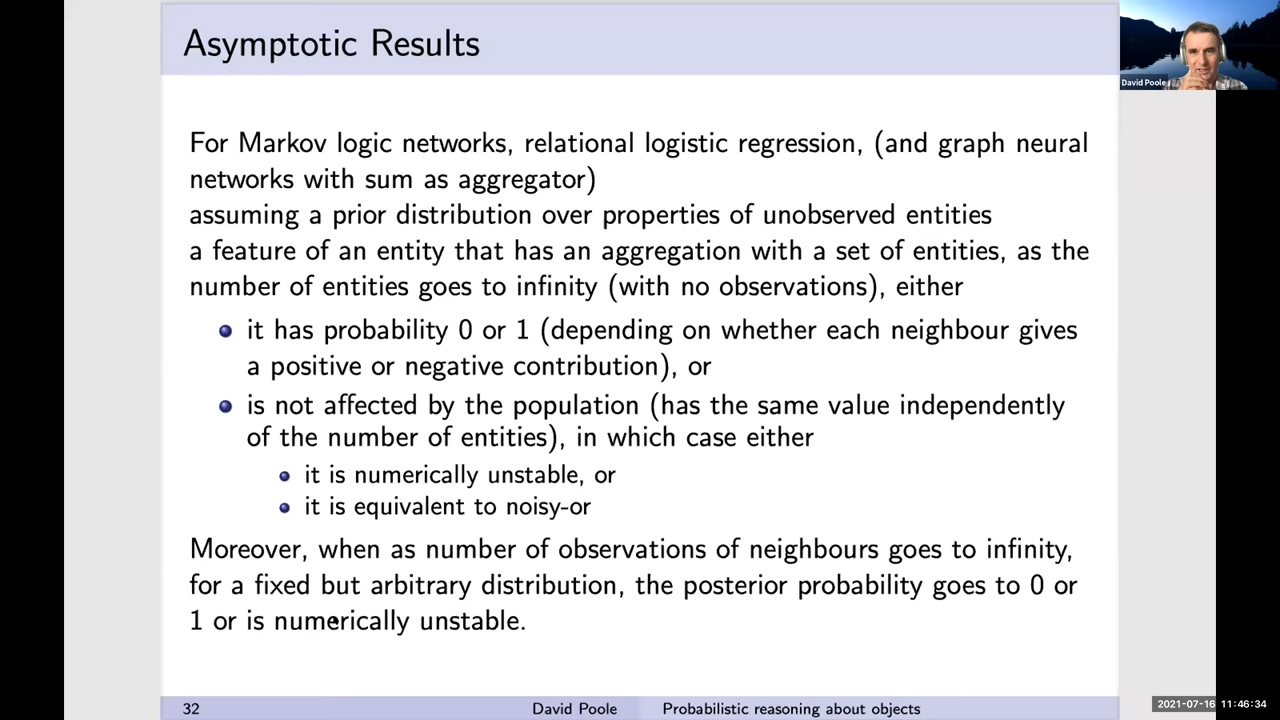 Asymptotic Results
David Poole
For Markov logic networks, relational logistic regression, (and graph neural
networks with sum as aggregator)
assuming a prior distribution over properties of unobserved entities
a feature of an entity that has an aggregation with a set of entities, as the
number of entities goes to infinity (with no observations), either
it has probability 0 or 1 (depending on whether each neighbour gives
a positive or negative contribution), or
is not affected by the population (has the same value independently
of the number of entities), in which case either
it is numerically unstable, or
it is equivalent to noisy-or
Moreover, when as number of observations of neighbours goes to infinity,
for a fixed but arbitrary distribution, the posterior probability goes to 0 or
1 or is numerically unstable.
32 David Poole Probabilistic reasoning about objects
2021-07-16 11:46:34